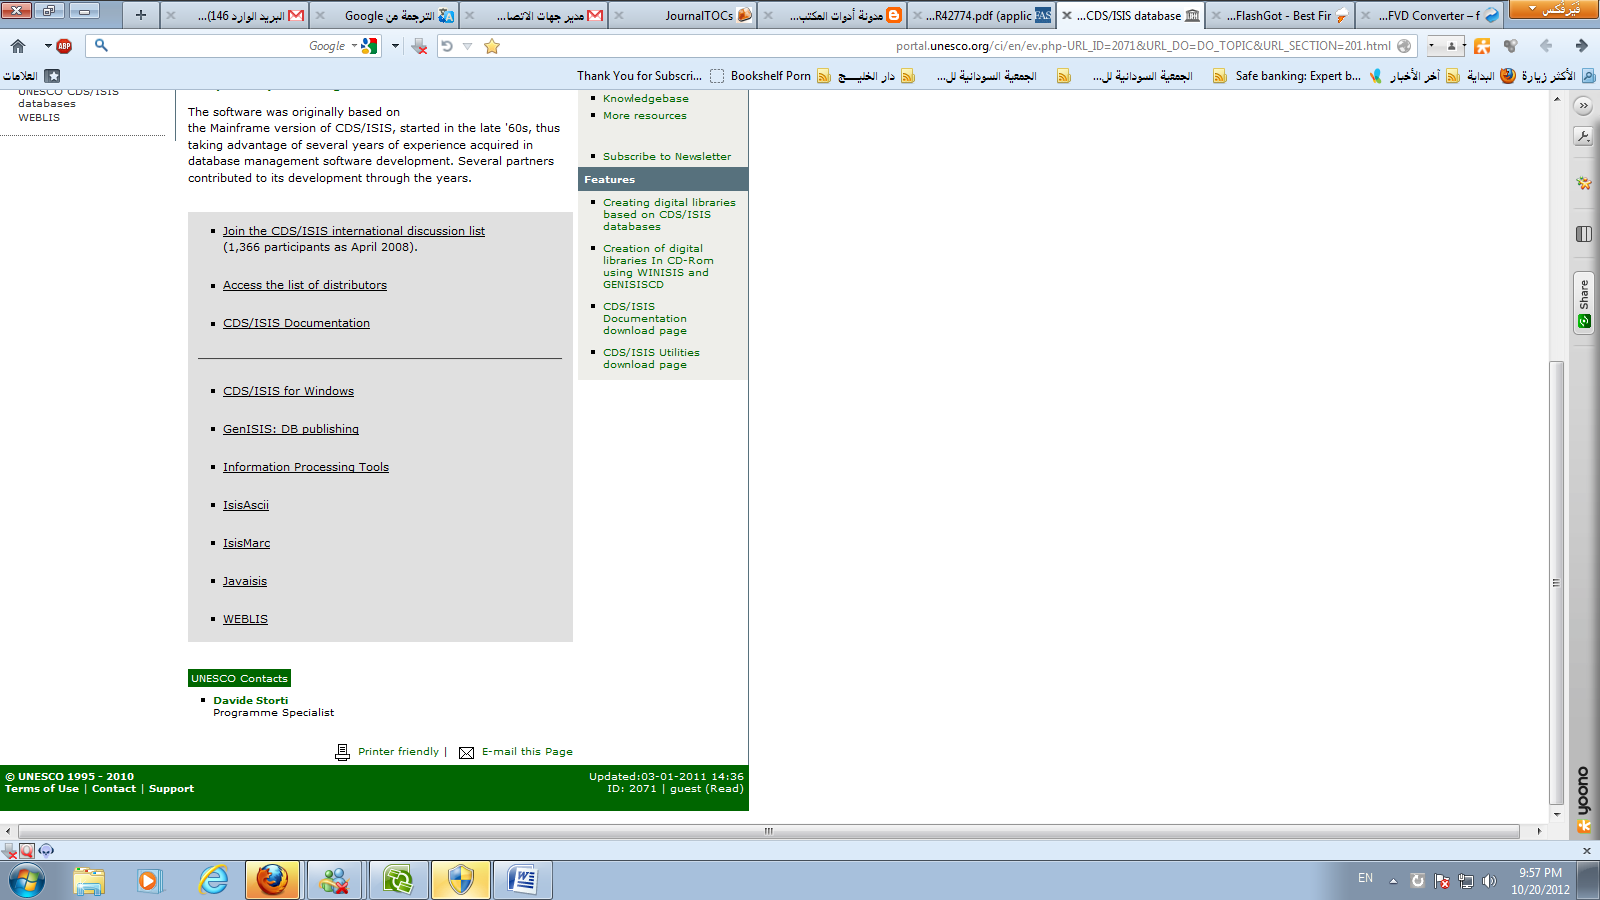 فَيَرفُكس
FVD Converter – f...
FlashGot - Best Fir...
CDS/ISIS database...
R42774.pdf (applic...
مدونة أدوات المكتب...
JournalTOCs
مدير جهات الاتصا...
الترجمة من Google
البريد الوارد (146...
portal.unesco.org/ci/en/ev.php-URL_ID=2071&URL_DO=DO_TOPIC&URL_SECTION=201.html
Google
ABP
الأكثر زيارة
البداية
آخر الأخبار
Safe banking: Expert b...
الجمعية السودانية للـ...
الجمعية السودانية للـ...
دار الخليـــــج
Bookshelf Porn
Thank You for Subscri...
العلامات
UNESCO CDS/ISIS
databases
WEBLIS
The software was originally based on
the Mainframe version of CDS/ISIS, started in the late '60s, thus
taking advantage of several years of experience acquired in
database management software development. Several partners
contributed to its development through the years.
Join the CDS/ISIS international discussion list
(1,366 participants as April 2008).
Access the list of distributors
CDS/ISIS Documentation
CDS/ISIS for Windows
GenISIS: DB publishing
Information Processing Tools
IsisAscii
IsisMarc
Javaisis
WEBLIS
UNESCO Contacts
Davide Storti
Programme Specialist
Printer friendly |
E-mail this Page
Knowledgebase
More resources
Subscribe to Newsletter
Features
Creating digital libraries
based on CDS/ISIS
databases
Creation of digital
libraries In CD-Rom
using WINISIS and
GENISISCD
CDS/ISIS
Documentation
download page
CDS/ISIS Utilities
download page
© UNESCO 1995 - 2010
Terms of Use | Contact | Support
Updated:03-01-2011 14:36
ID: 2071 | guest (Read)
Share
yoono
EN
9:57 PM
10/20/2012